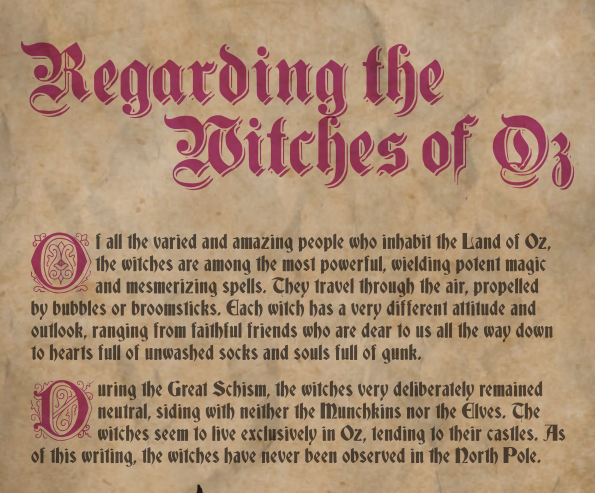 Regarding the
Witches of Oz
Of all the varied and amazing people who inhabit the Land of Oz,
the witches are among the most powerful, wielding potent magic
and mesmerizing spells. They travel through the air, propelled
by bubbles or broomsticks. Each witch has a very different attitude and
outlook, ranging from faithful friends who are dear to us all the way down
to hearts full of unwashed socks and souls full of gunk.
During the Great Schism, the witches very deliberately remained
neutral, siding with neither the Munchkins nor the Elves. The
witches seem to live exclusively in Oz, tending to their castles. As
of this writing, the witches have never been observed in the North Pole.